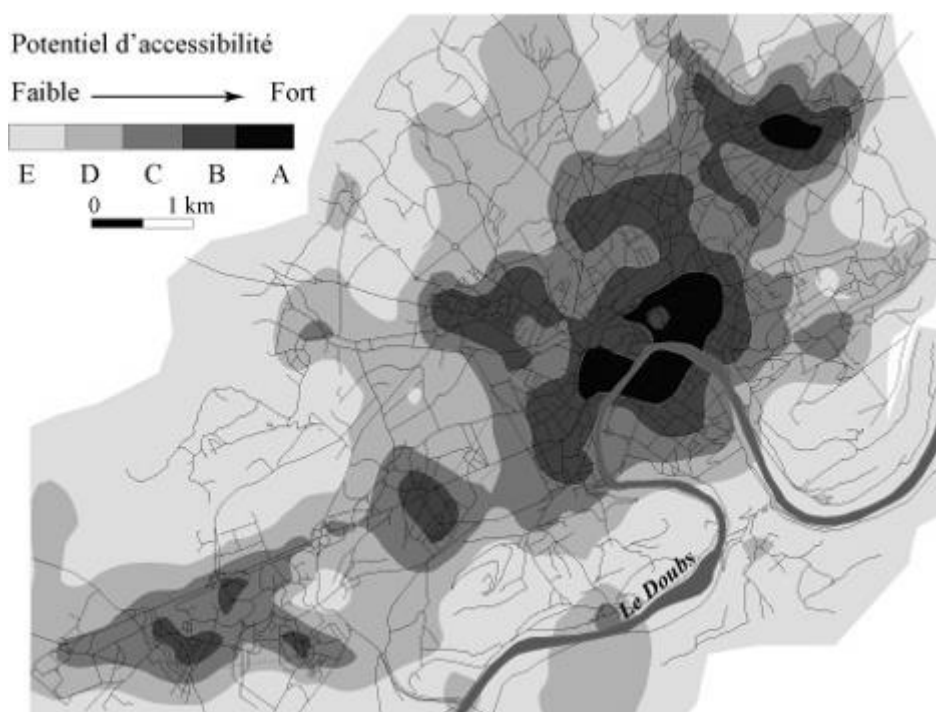 Potentiel d'accessibilité
Faible Fort
E D C B A
0 1 km
Le Doubs